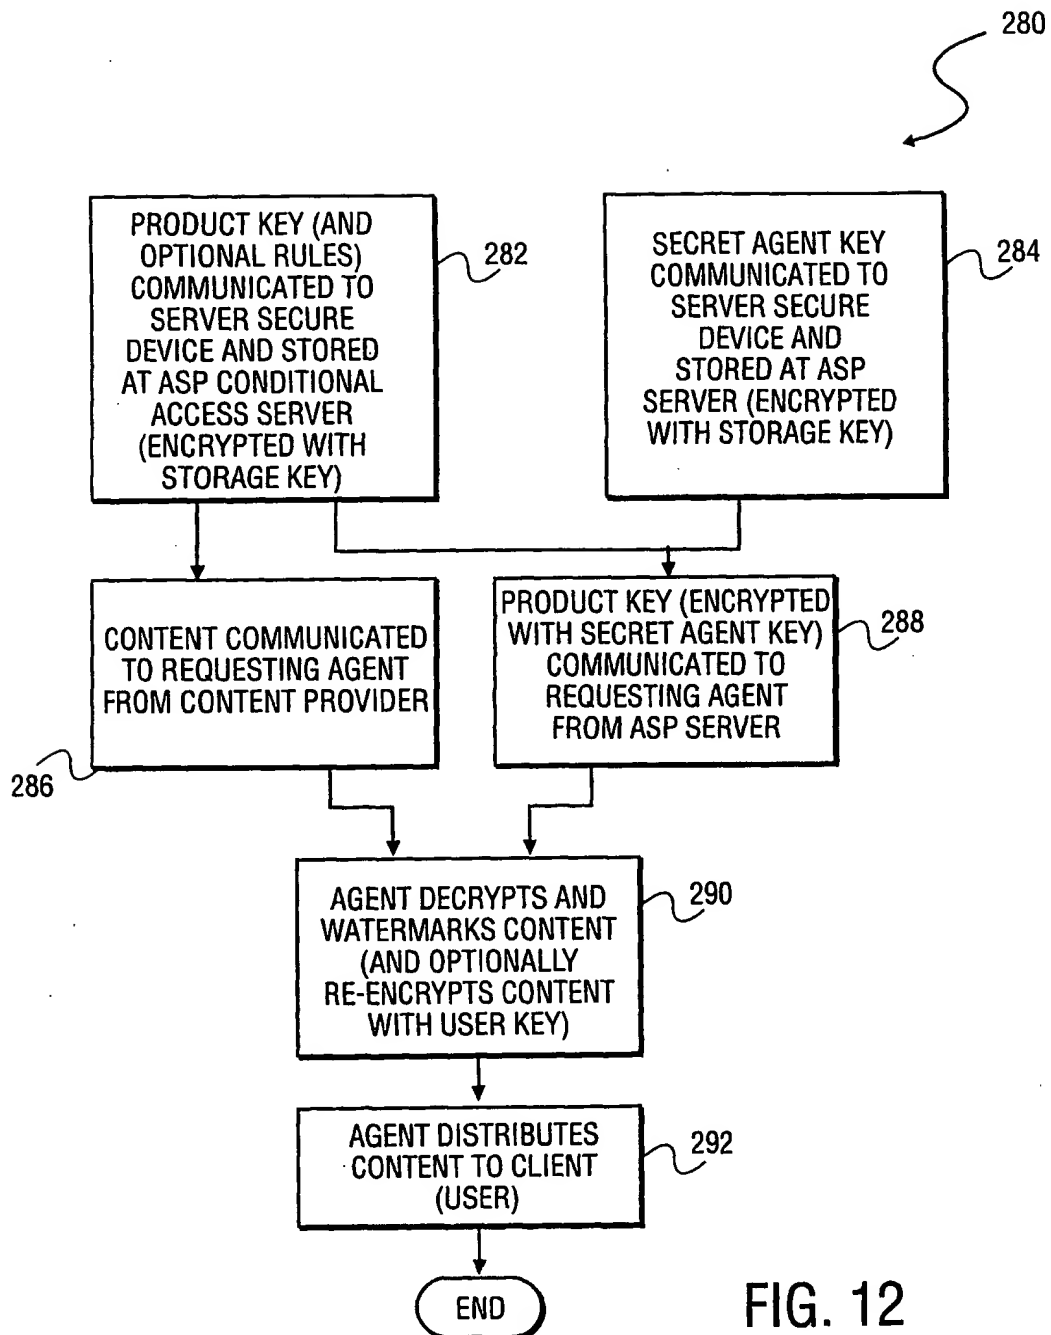 280
PRODUCT KEY (AND
OPTIONAL RULES)
COMMUNICATED TO
SERVER SECURE
DEVICE AND STORED
AT ASP CONDITIONAL
ACCESS SERVER
(ENCRYPTED WITH
STORAGE KEY)
282
SECRET AGENT KEY
COMMUNICATED TO
SERVER SECURE
DEVICE AND
STORED AT ASP
SERVER (ENCRYPTED
WITH STORAGE KEY)
284
CONTENT COMMUNICATED
TO REQUESTING AGENT
FROM CONTENT PROVIDER
286
PRODUCT KEY (ENCRYPTED
WITH SECRET AGENT KEY)
COMMUNICATED TO
REQUESTING AGENT
FROM ASP SERVER
288
AGENT DECRYPTS AND
WATERMARKS CONTENT
(AND OPTIONALLY
RE-ENCRYPTS CONTENT
WITH USER KEY)
290
AGENT DISTRIBUTES
CONTENT TO CLIENT
(USER)
292
END
FIG. 12